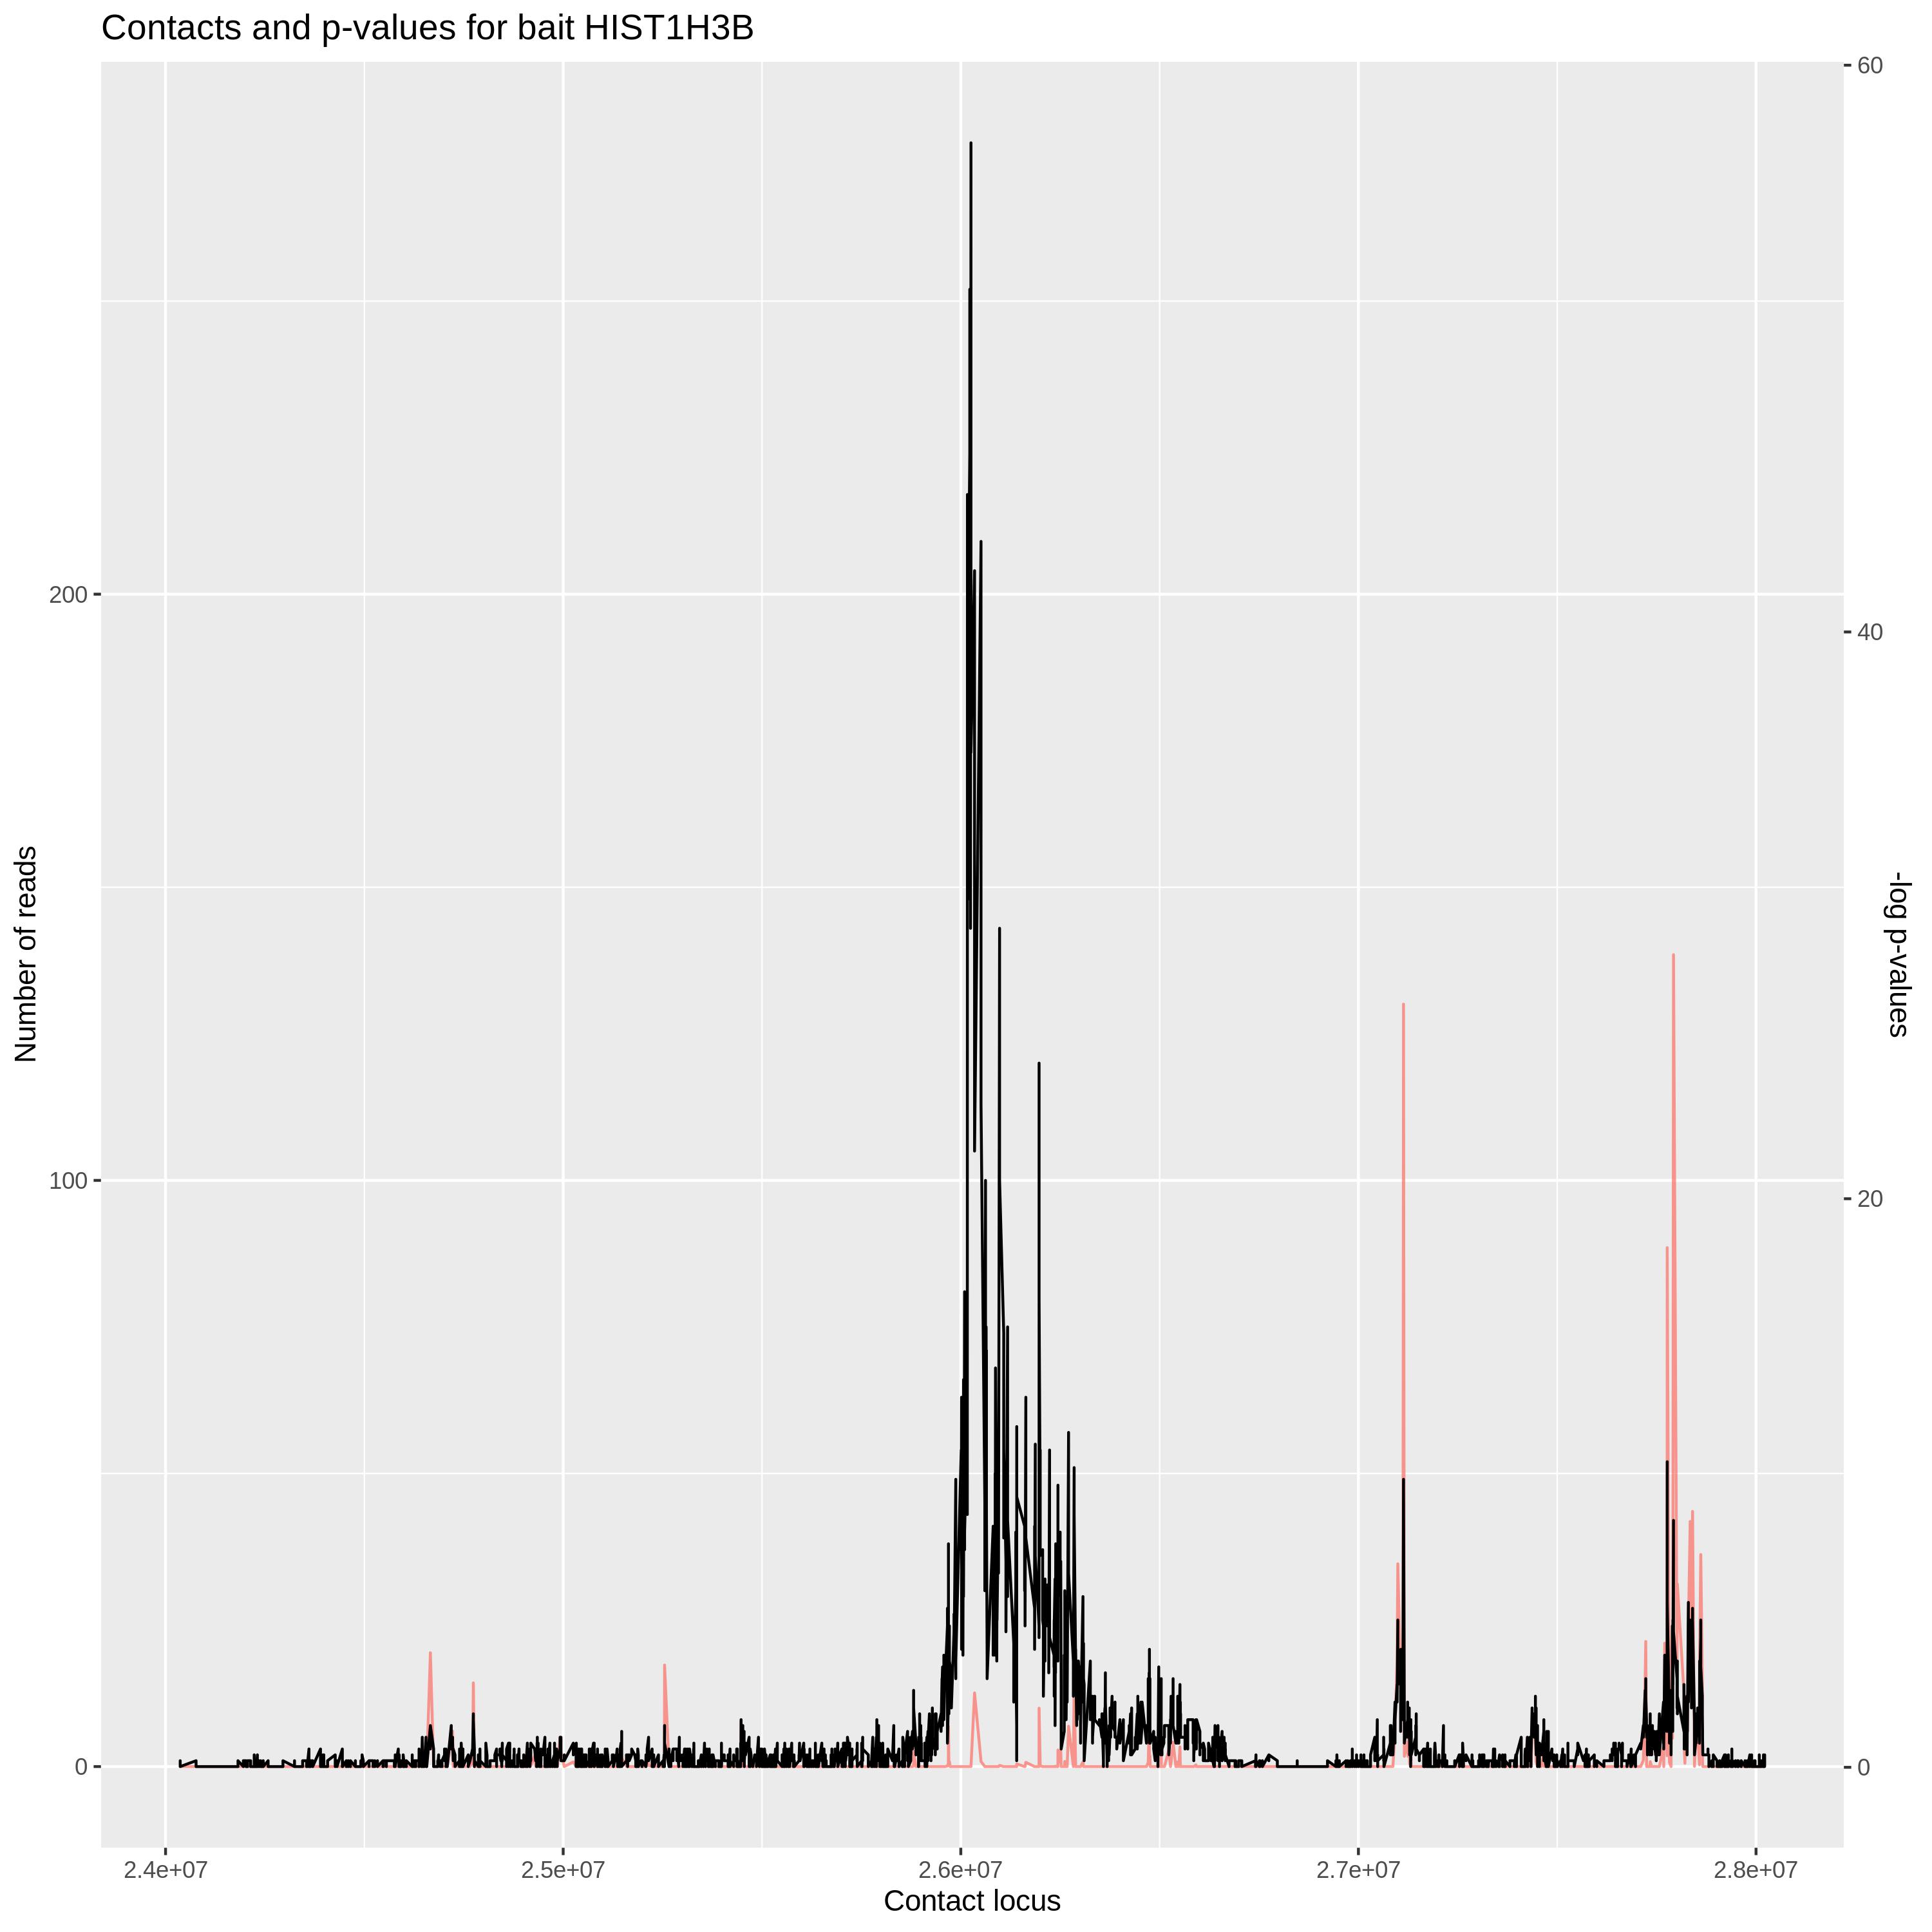 Contacts and p-values for bait HIST1H3B
60
200
40
Number of reads
-log p-values
100
20
0
0
2.4e+07
2.5e+07
2.6e+07
2.7e+07
2.8e+07
Contact locus